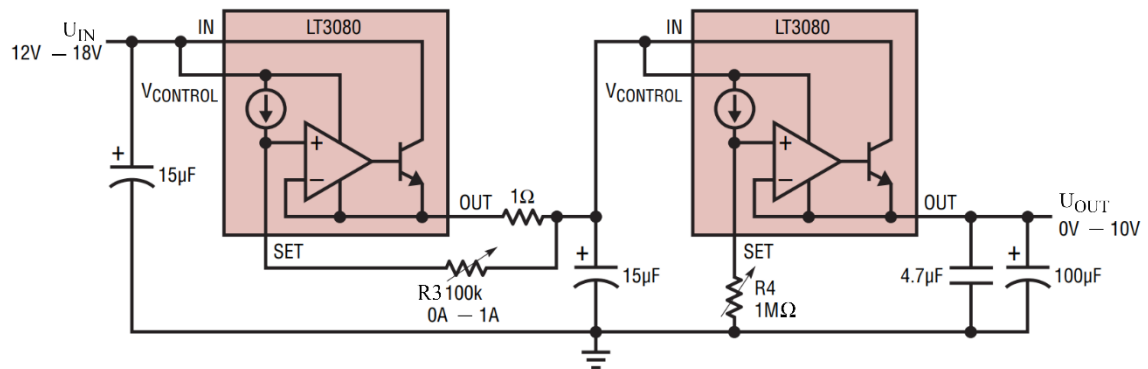 U_IN
12V – 18V
IN
LT3080
V_CONTROL
+
–
+
15µF
OUT
1Ω
SET
R3 100k
0A – 1A
+
15µF
IN
LT3080
V_CONTROL
+
–
OUT
SET
R4
1MΩ
4.7µF
+
100µF
U_OUT
0V – 10V